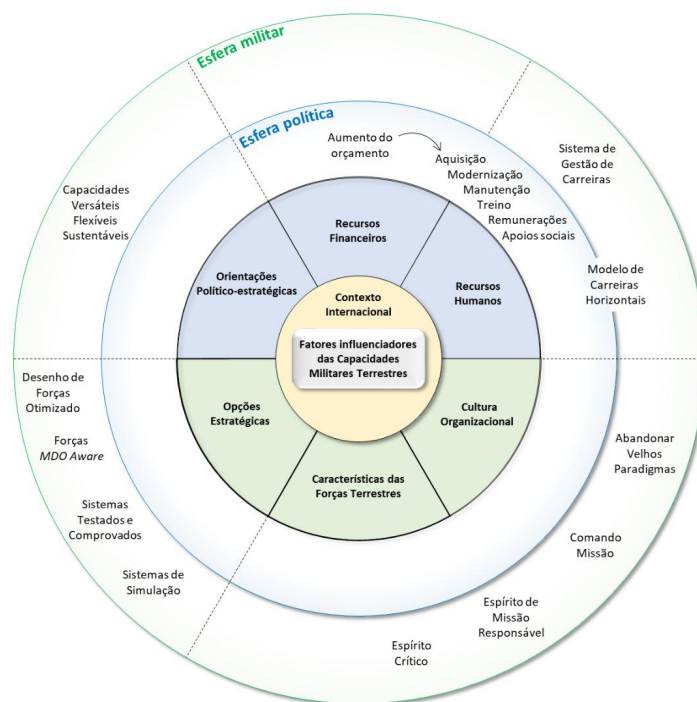 Esfera militar
Esfera política
Aumento do
orçamento
Aquisição
Modernização
Manutenção
Treino
Remunerações
Apoios sociais
Sistema de
Gestão de
Carreiras
Modelo de
Carreiras
Horizontais
Capacidades
Versáteis
Flexíveis
Sustentáveis
Recursos
Financeiros
Orientações
Político-estratégicas
Recursos
Humanos
Contexto
Internacional
Fatores influenciadores
das Capacidades
Militares Terrestres
Opções
Estratégicas
Cultura
Organizacional
Características das
Forças Terrestres
Desenho de
Forças
Otimizado
Forças
MDO Aware
Sistemas
Testados e
Comprovados
Sistemas de
Simulação
Abandonar
Velhos
Paradigmas
Comando
Missão
Espírito de
Missão
Responsável
Espírito
Crítico